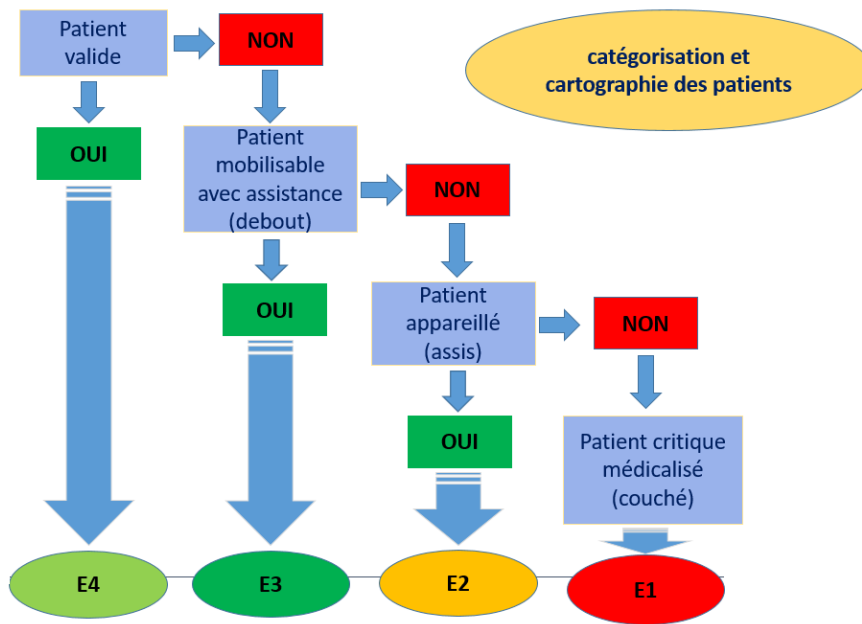 Patient
valide
NON
catégorisation et
cartographie des patients
OUI
Patient
mobilisable
avec assistance
(debout)
NON
OUI
Patient
appareillé
(assis)
NON
OUI
Patient critique
médicalisé
(couché)
E4
E3
E2
E1